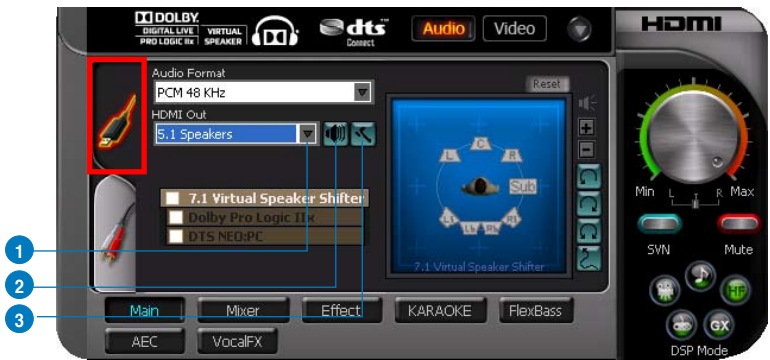 DOLBY.
DIGITAL LIVE
PRO LOGIC IIx
VIRTUAL
SPEAKER
dts
Connect
Audio
Video
HDMI
Audio Format
PCM 48 KHz
Reset
HDMI Out
5.1 Speakers
L
C
R
Sub
Ls
Lb
Rb
Rs
7.1 Virtual Speaker Shifter
Dolby Pro Logic IIx
DTS NEO:PC
7.1 Virtual Speaker Shifter
Min
L
R
Max
SVN
Mute
1
2
3
HF
GX
DSP Mode
Main
Mixer
Effect
KARAOKE
FlexBass
AEC
VocalFX